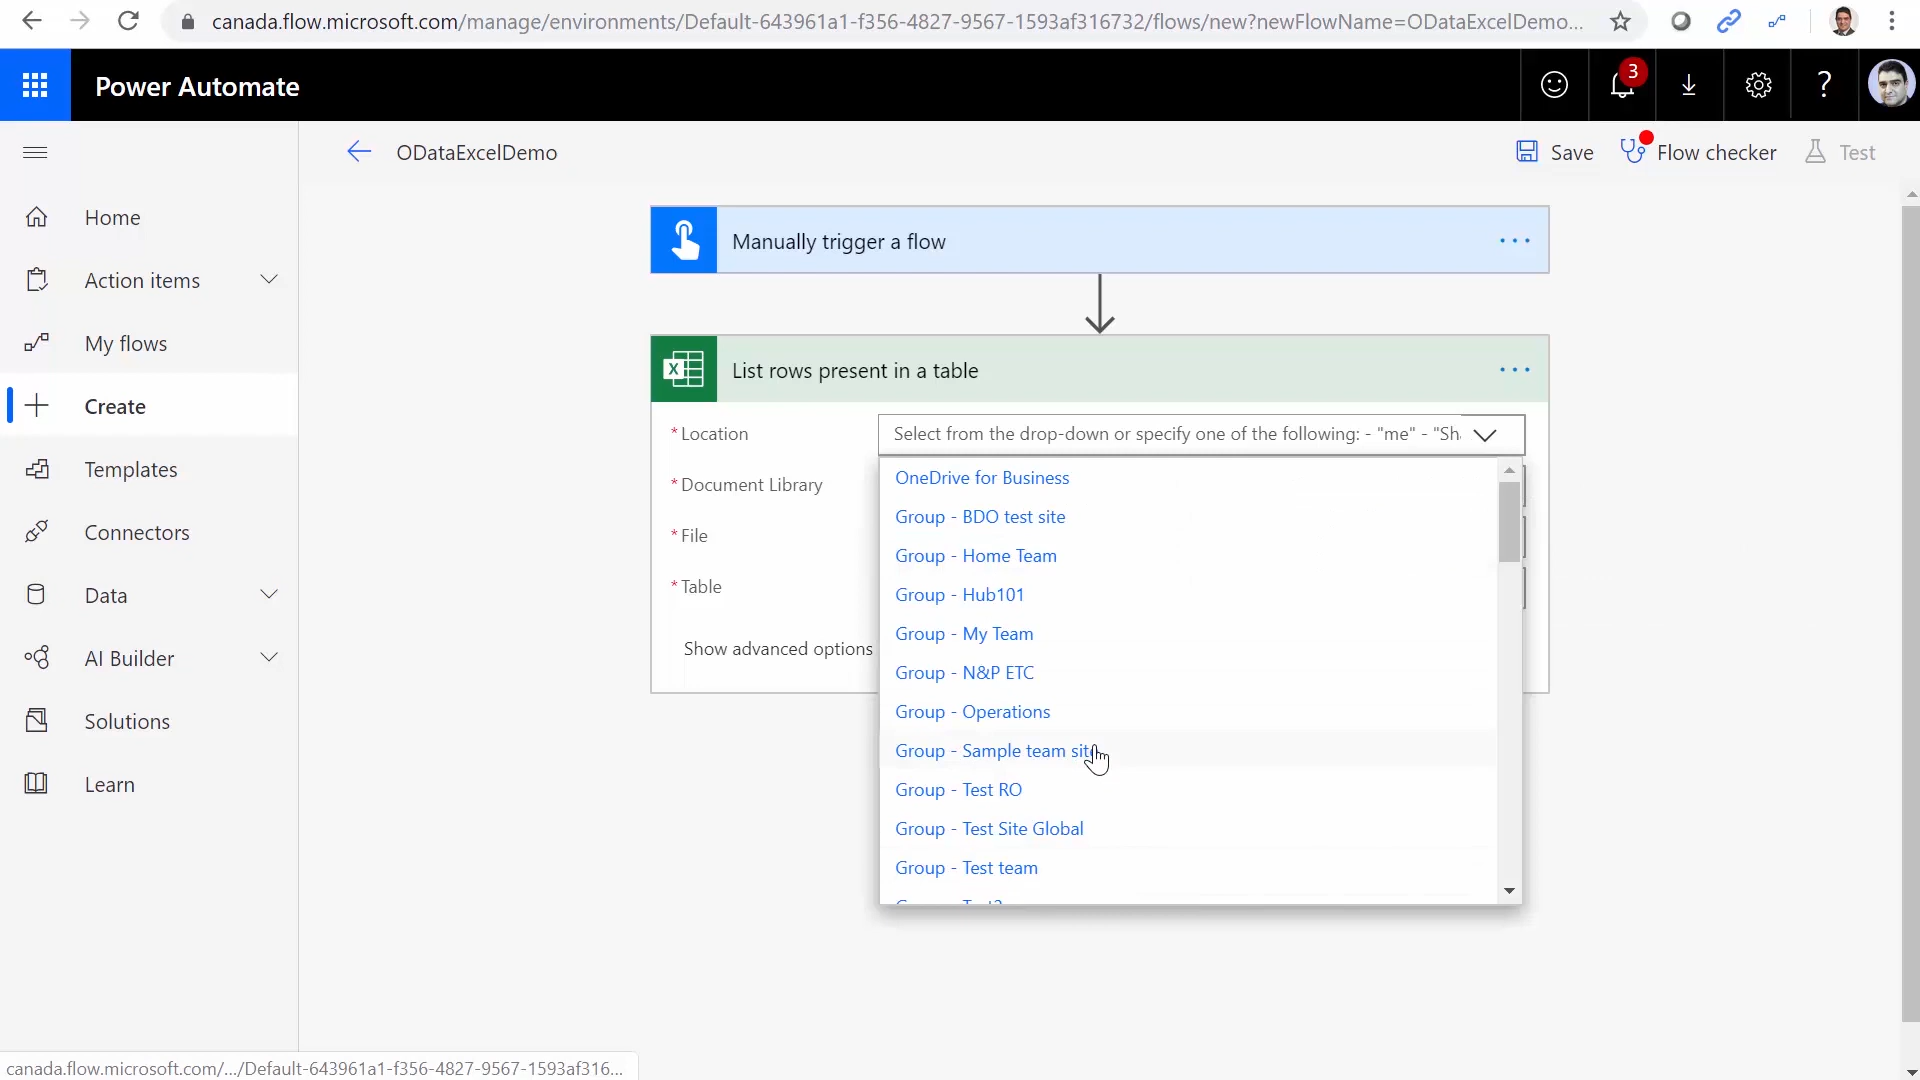 canada.flow.microsoft.com/manage/environments/Default-643961a1-f356-4827-9567-1593af316732/flows/new?newFlowName=ODataExcelDemo...
Power Automate
3
?
ODataExcelDemo
Save
Flow checker
Test
Home
Action items
My flows
Create
Templates
Connectors
Data
AI Builder
Solutions
Learn
Manually trigger a flow
...
List rows present in a table
...
* Location
Select from the drop-down or specify one of the following: - "me" - "Sh
* Document Library
* File
* Table
Show advanced options
OneDrive for Business
Group - BDO test site
Group - Home Team
Group - Hub101
Group - My Team
Group - N&P ETC
Group - Operations
Group - Sample team site
Group - Test RO
Group - Test Site Global
Group - Test team
canada.flow.microsoft.com/.../Default-643961a1-f356-4827-9567-1593af316...